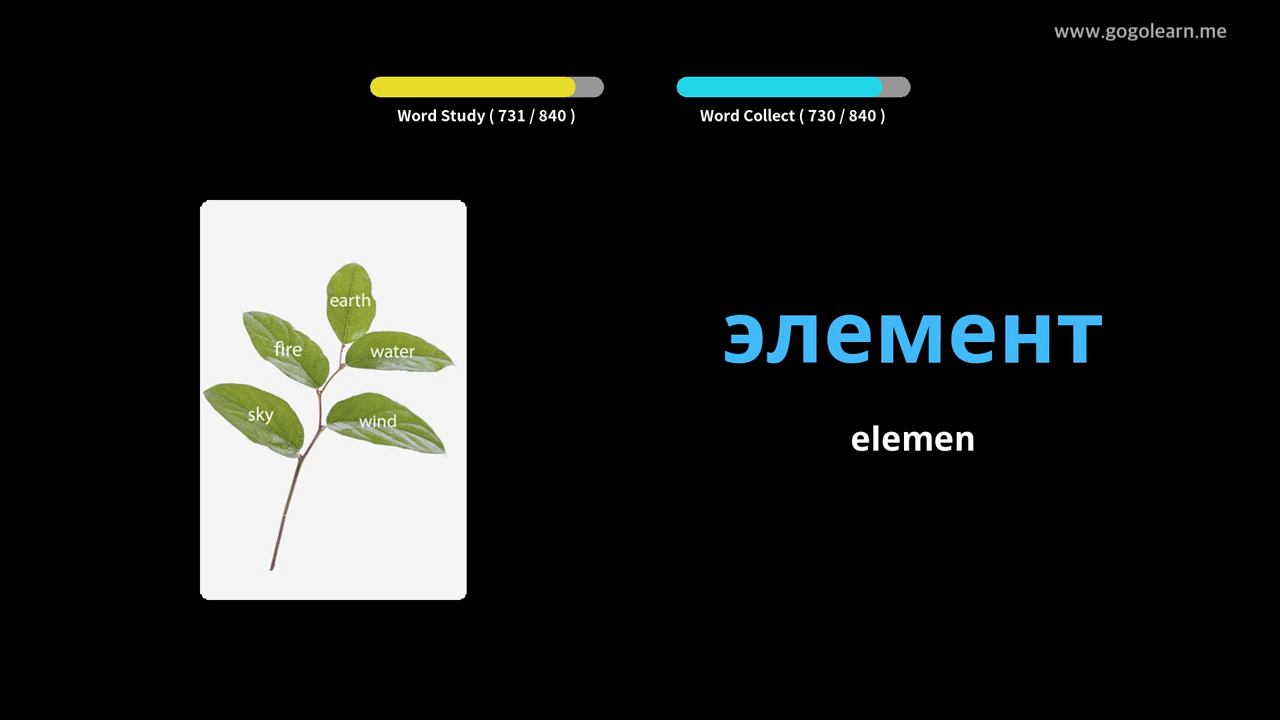 www.gogolearn.me
Word Study ( 731 / 840 )
Word Collect ( 730 / 840 )
earth
fire
water
sky
wind
элемент
elemen